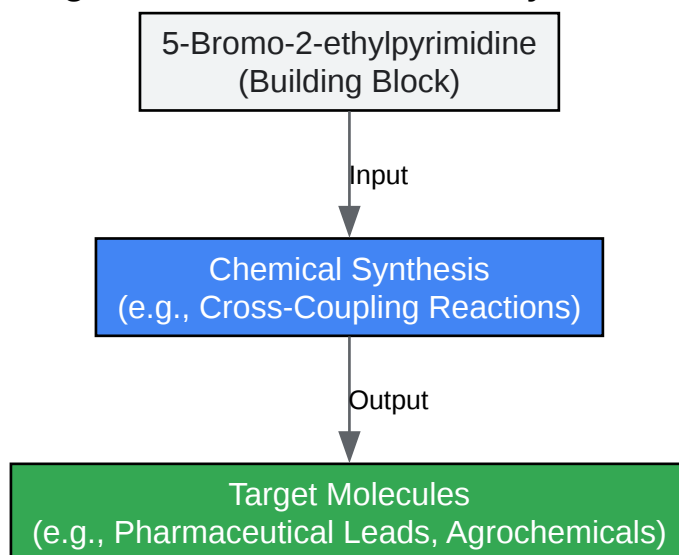 5-Bromo-2-ethylpyrimidine
(Building Block)
Input
Chemical Synthesis
(e.g., Cross-Coupling Reactions)
Output
Target Molecules
(e.g., Pharmaceutical Leads, Agrochemicals)